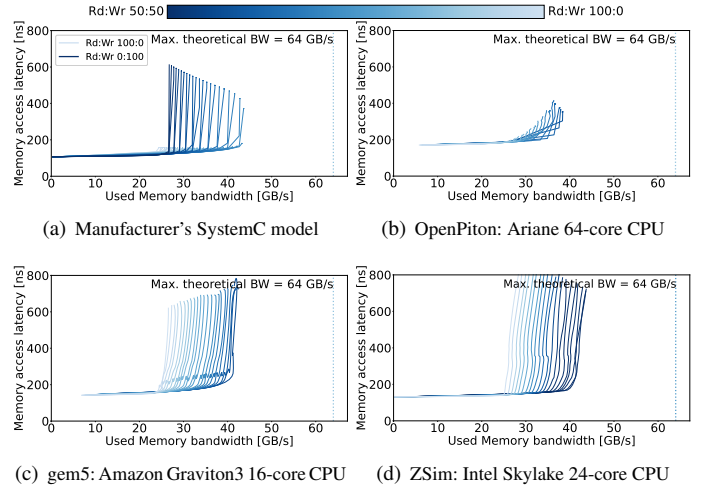 Rd:Wr 50:50 Rd:Wr 100:0
Memory access latency [ns]
800
600
400
200
0
Max. theoretical BW = 64 GB/s
Rd:Wr 100:0
Rd:Wr 0:100
0 10 20 30 40 50 60
Used Memory bandwidth [GB/s]
(a) Manufacturer's SystemC model
Memory access latency [ns]
800
600
400
200
0
Max. theoretical BW = 64 GB/s
0 10 20 30 40 50 60
Used Memory bandwidth [GB/s]
(b) OpenPiton: Ariane 64-core CPU
Memory access latency [ns]
800
600
400
200
0
Max. theoretical BW = 64 GB/s
0 10 20 30 40 50 60
Used Memory bandwidth [GB/s]
(c) gem5: Amazon Graviton3 16-core CPU
Memory access latency [ns]
800
600
400
200
0
Max. theoretical BW = 64 GB/s
0 10 20 30 40 50 60
Used Memory bandwidth [GB/s]
(d) ZSim: Intel Skylake 24-core CPU